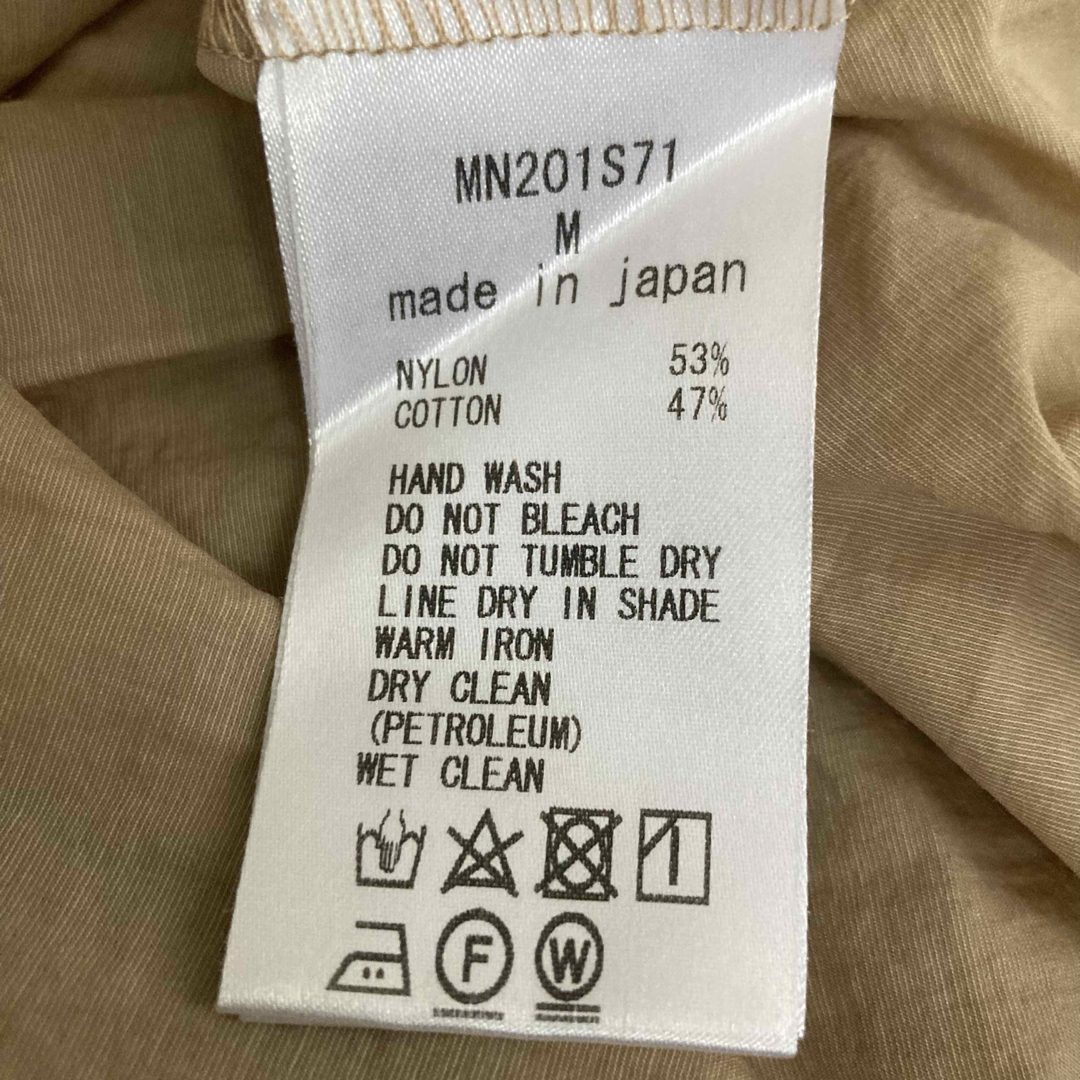 MN201S71
M
made in japan
NYLON 53%
COTTON 47%
HAND WASH
DO NOT BLEACH
DO NOT TUMBLE DRY
LINE DRY IN SHADE
WARM IRON
DRY CLEAN
(PETROLEUM)
WET CLEAN
F W